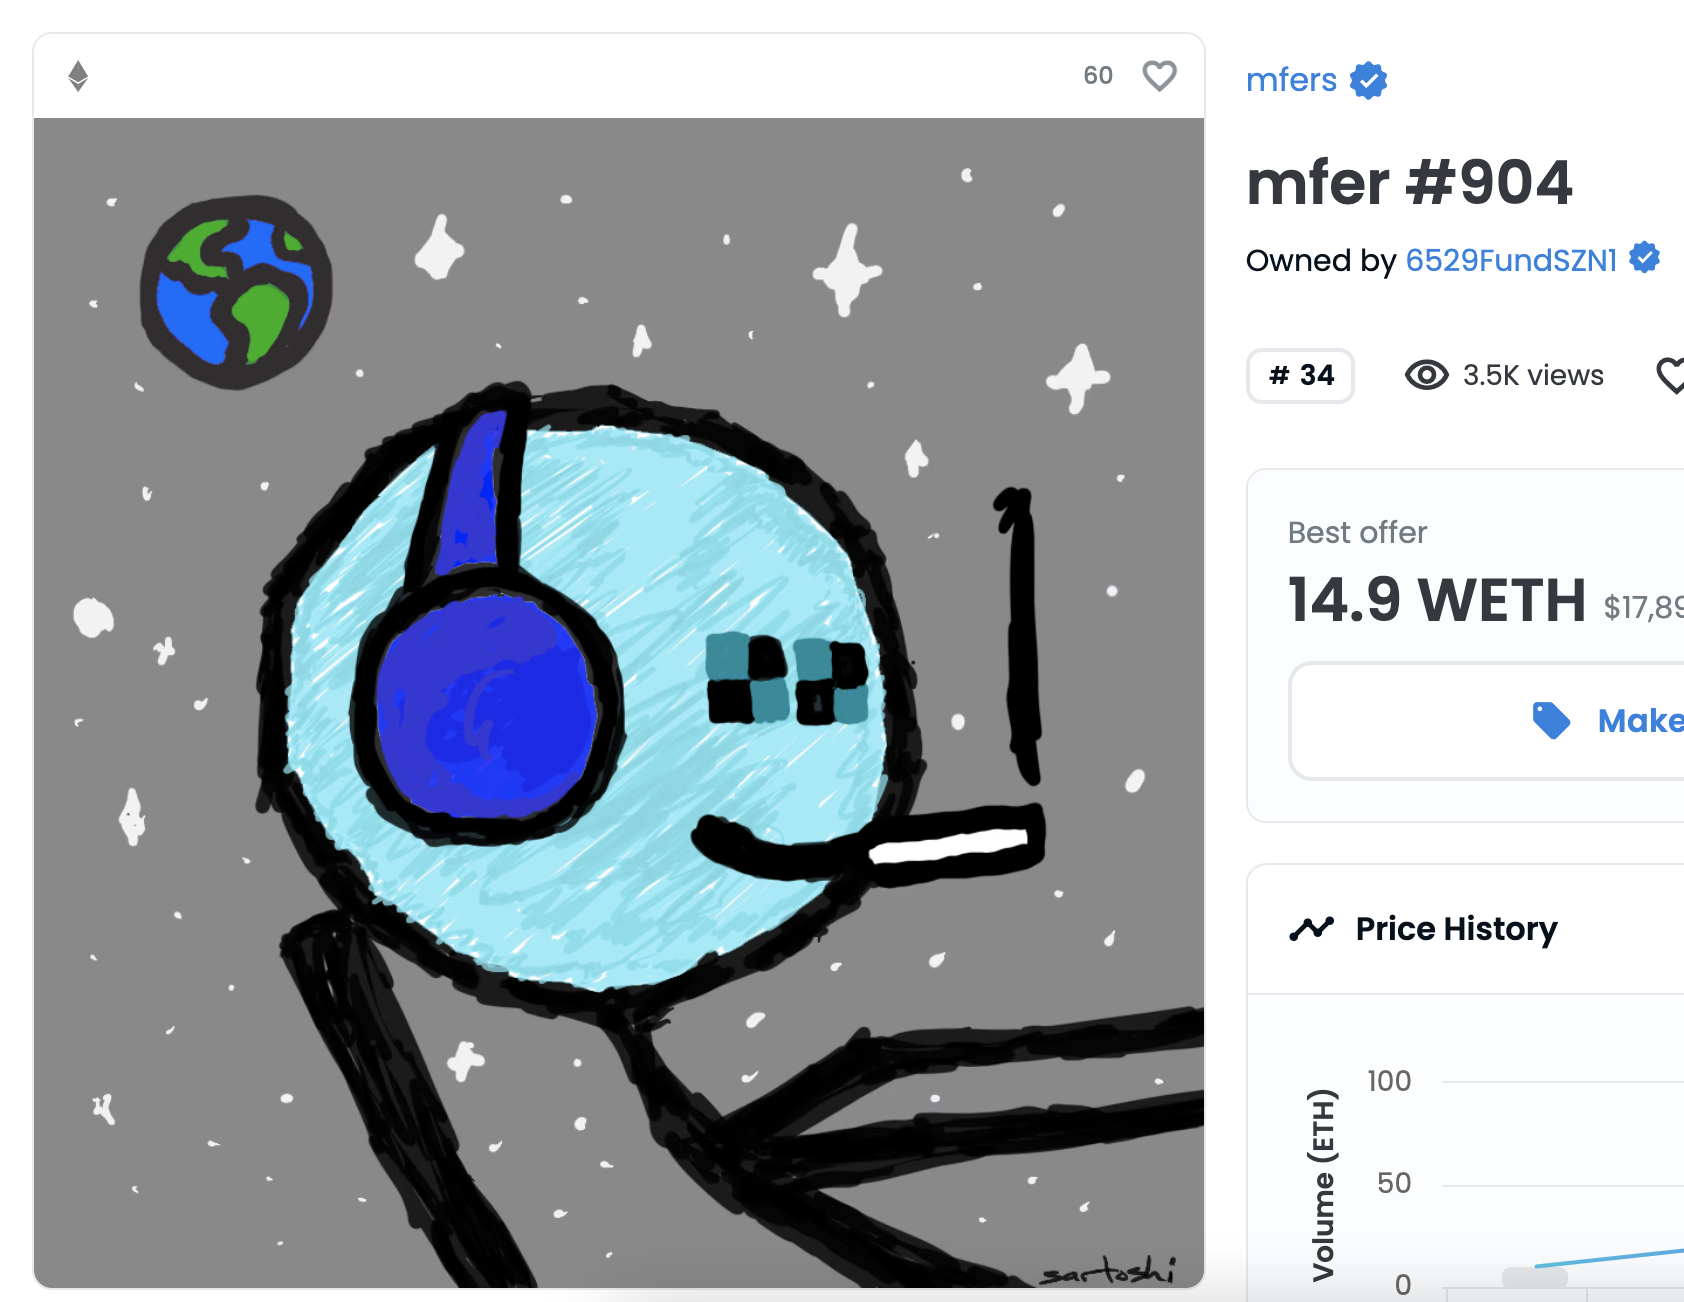 60
mfers
mfer #904
Owned by 6529FundSZN1
# 34
3.5K views
Best offer
14.9 WETH $17,89
Make
Price History
Volume (ETH)
100
50
0
sartoshi